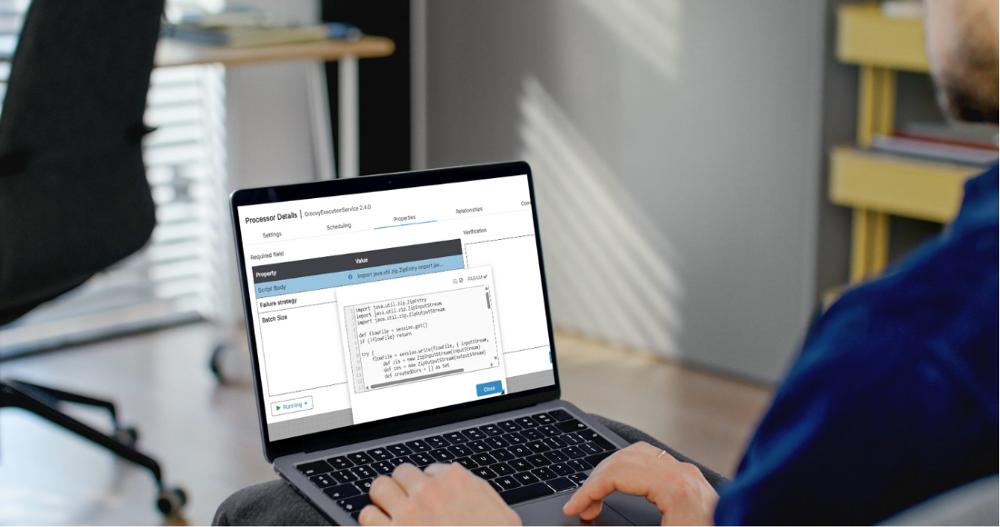 Processor Details | GroovyExecutionService 2.4.0
Settings
Scheduling
Properties
Relationships
Required field
Verification
Property
Value
Script Body
import java.util.zip.ZipEntry import jav...
Failure strategy
Batch Size
EL PARAM
1 import java.util.zip.ZipEntry
2 import java.util.zip.ZipInputStream
3 import java.util.zip.ZipOutputStream
def flowFile = session.get()
if (!flowFile) return
try {
flowFile = session.write(flowFile, { inputStream,
def zis = new ZipInputStream(inputStream)
def zos = new ZipOutputStream(outputStream)
def createdDirs = [] as Set
Close
Running